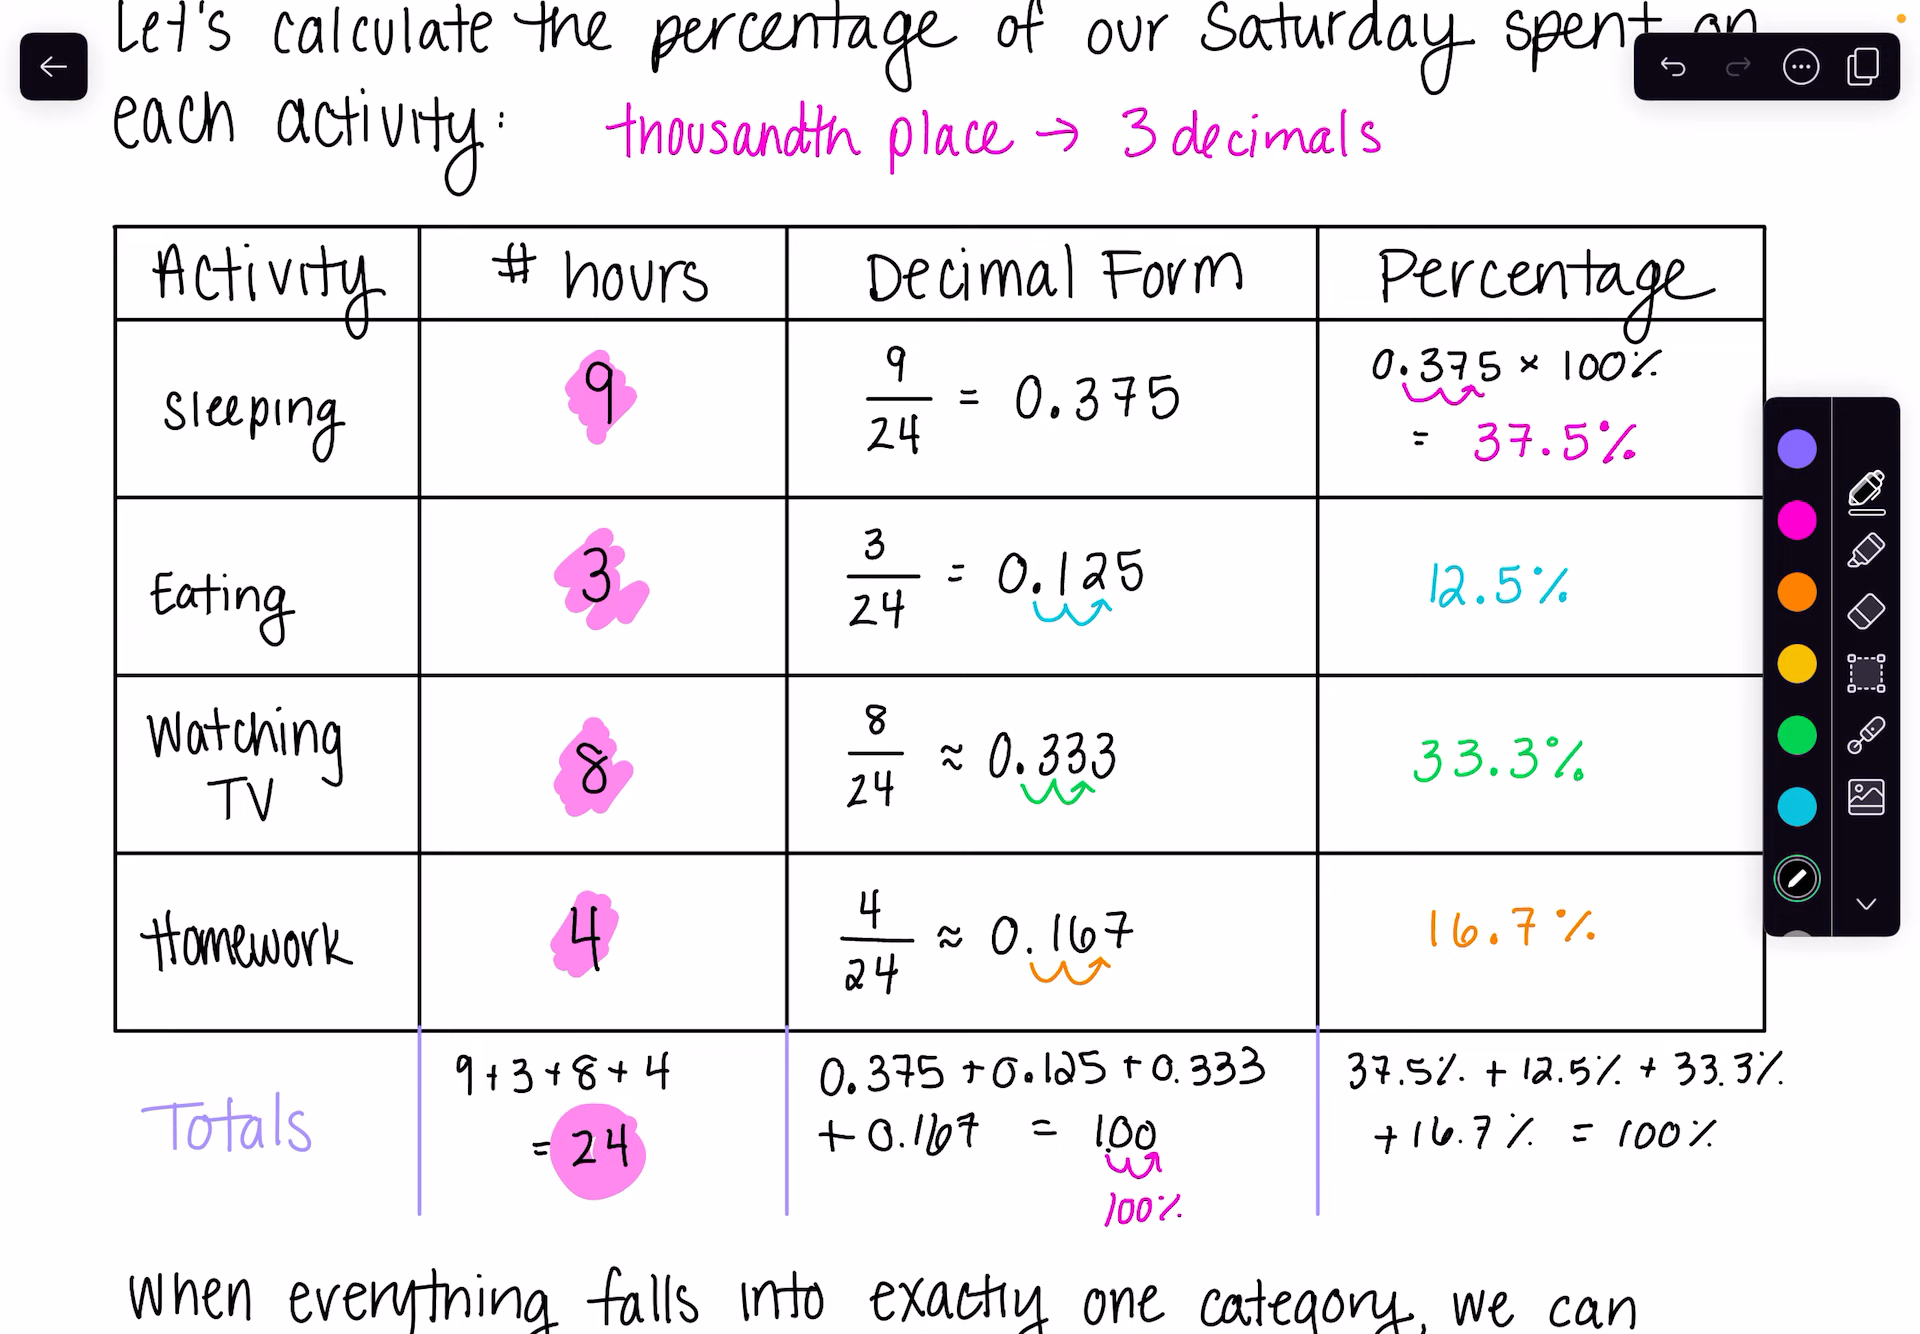 Let's calculate the percentage of our Saturday spent on
each activity: thousandth place → 3 decimals
Activity # hours Decimal Form Percentage
Sleeping 9 9/24 = 0.375 0.375 × 100%
= 37.5%
Eating 3 3/24 = 0.125 12.5%
Watching
TV 8 8/24 ≈ 0.333 33.3%
Homework 4 4/24 ≈ 0.167 16.7%
Totals 9+3+8+4 0.375 + 0.125 + 0.333 37.5% + 12.5% + 33.3%
= 24 + 0.167 = 1.00 + 16.7% = 100%
100%
When everything falls into exactly one category, we can